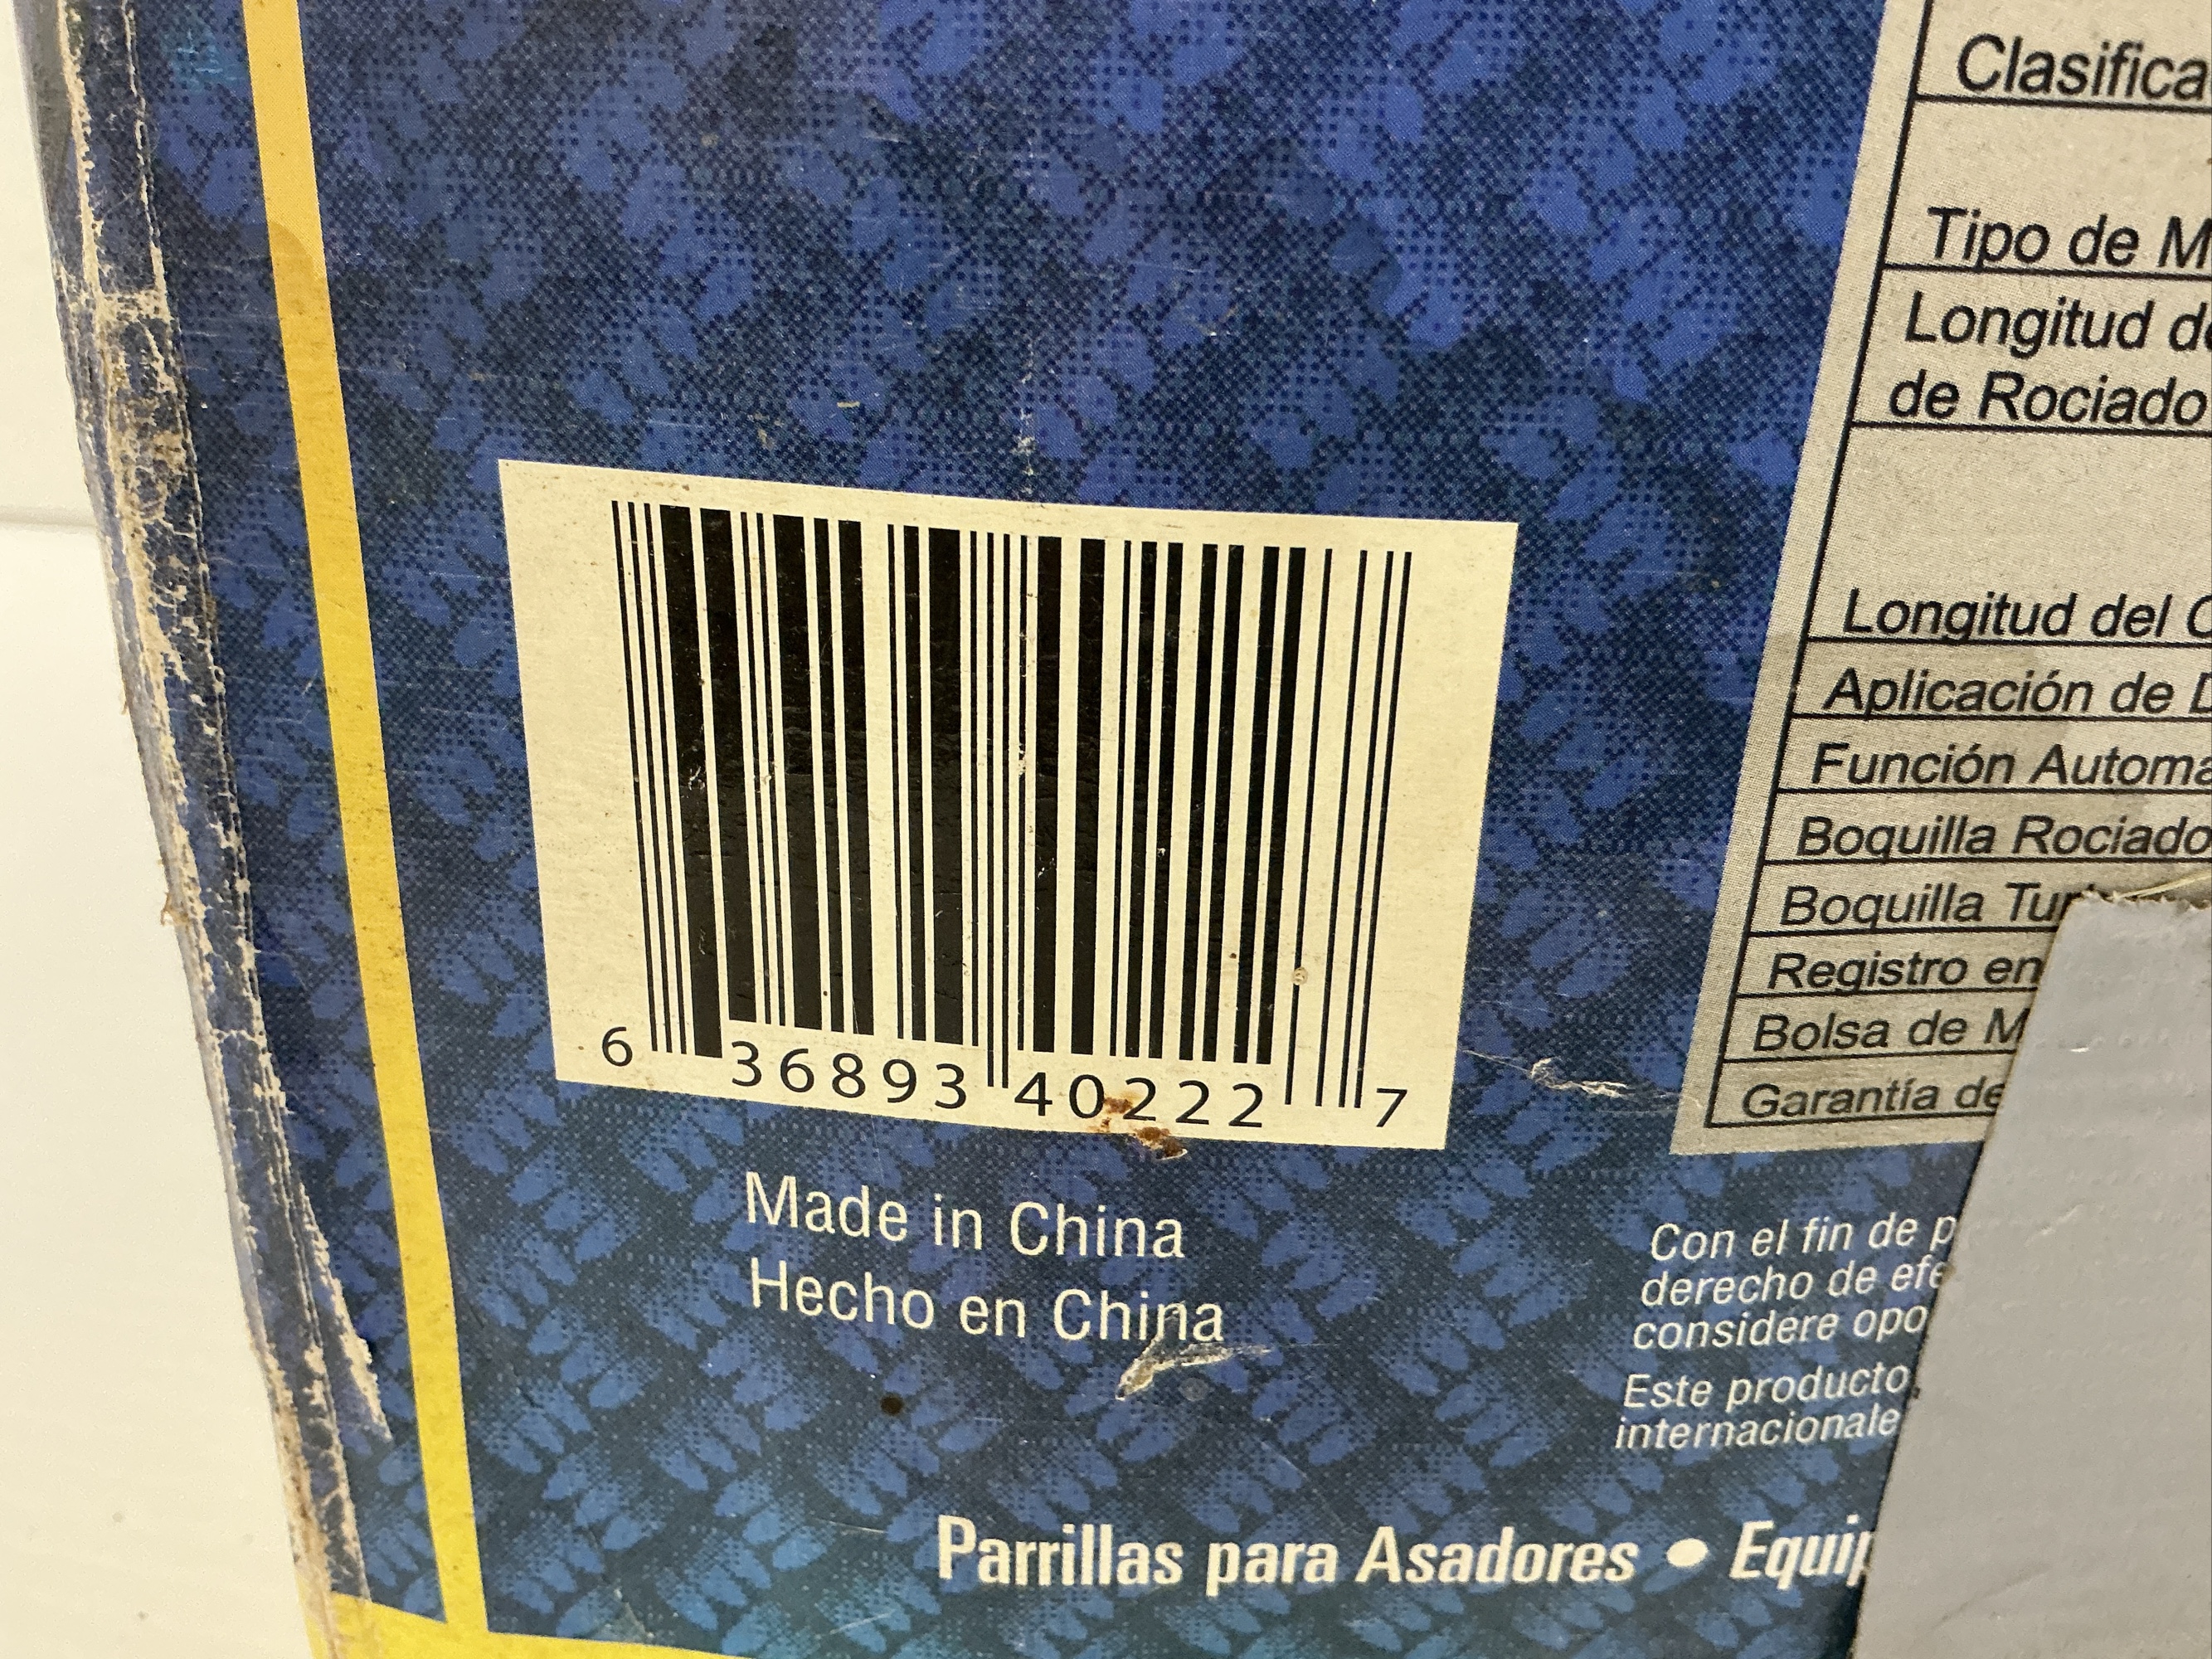 Clasifica
Tipo de M
Longitud d
de Rociado
Longitud del
Aplicación de
Función Automa
Boquilla Rociado
Boquilla
Registro en
Bolsa de M
Garantía de
6 36893 40222 7
Made in China
Hecho en China
Con el fin de p
derecho de efe
considere opo
Este producto
internacionale
Parrillas para Asadores • Equip